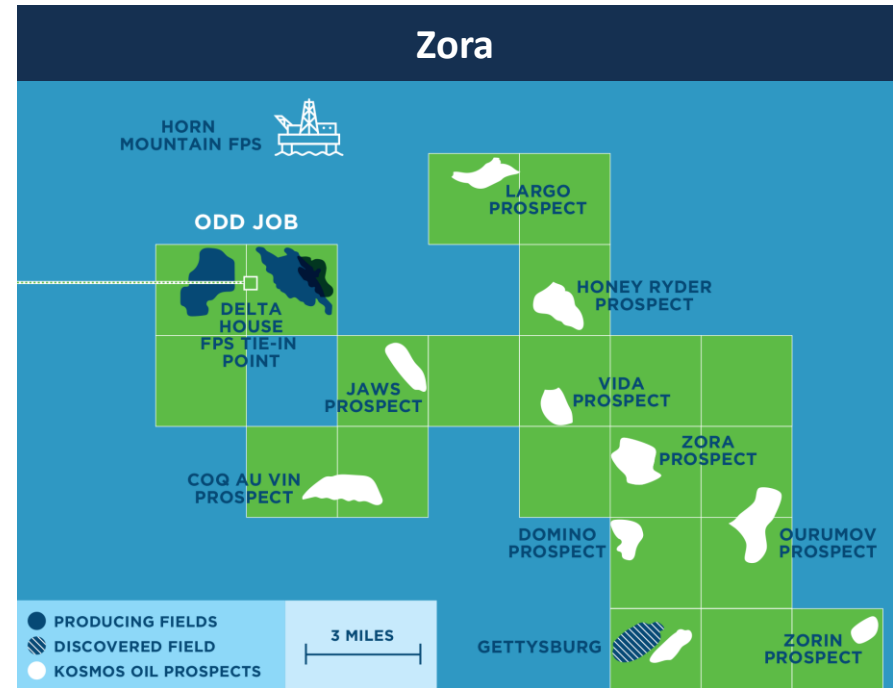 Zora
HORN
MOUNTAIN FPS
LARGO
PROSPECT
ODD JOB
HONEY RYDER
PROSPECT
DELTA
HOUSE
FPS TIE-IN
POINT
JAWS
PROSPECT
VIDA
PROSPECT
ZORA
PROSPECT
COQ AU VIN
PROSPECT
DOMINO
PROSPECT
OURUMOV
PROSPECT
GETTYSBURG
ZORIN
PROSPECT
PRODUCING FIELDS
DISCOVERED FIELD
KOSMOS OIL PROSPECTS
3 MILES